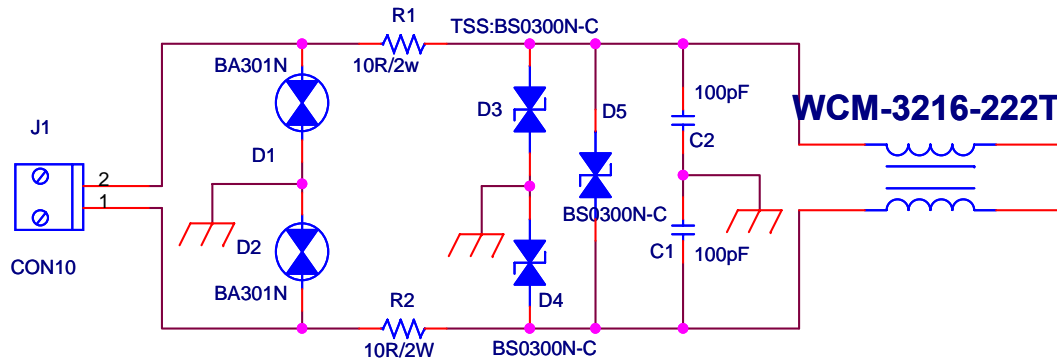 R1
TSS:BS0300N-C
BA301N
10R/2w
100pF
WCM-3216-222T
D3
D5
J1
C2
D1
2
1
BS0300N-C
D2
C1
100pF
CON10
BA301N
R2
D4
10R/2W
BS0300N-C